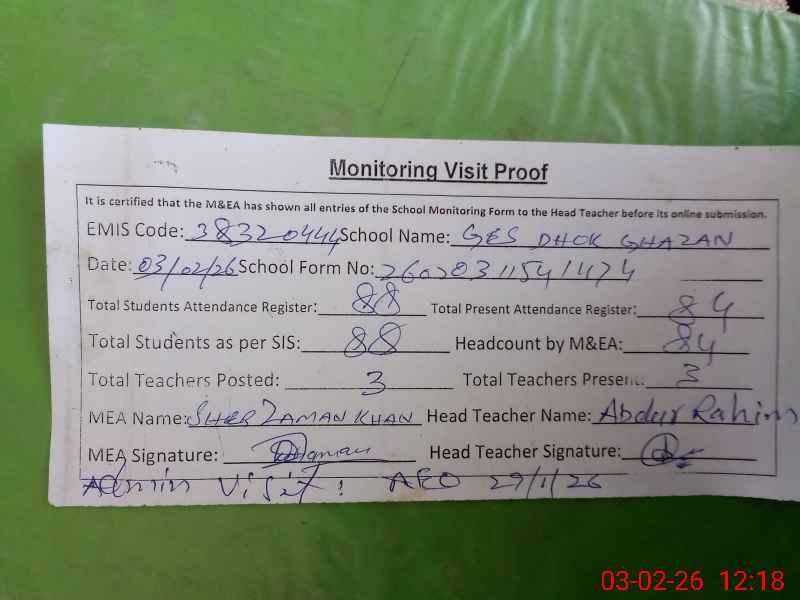 Monitoring Visit Proof
It is certified that the M&EA has shown all entries of the School Monitoring Form to the Head Teacher before its online submission.
EMIS Code: 38320444 School Name: GES DHOK GHAZAN
Date: 03/02/26 School Form No: 26020311541474
Total Students Attendance Register: 88 Total Present Attendance Register: 84
Total Students as per SIS: 88 Headcount by M&EA: 84
Total Teachers Posted: 3 Total Teachers Present: 3
MEA Name: SHER ZAMAN KHAN Head Teacher Name: Abdur Rahim
MEA Signature: Head Teacher Signature:
Admin Visit: AEO 29/1/26
03-02-26 12:18